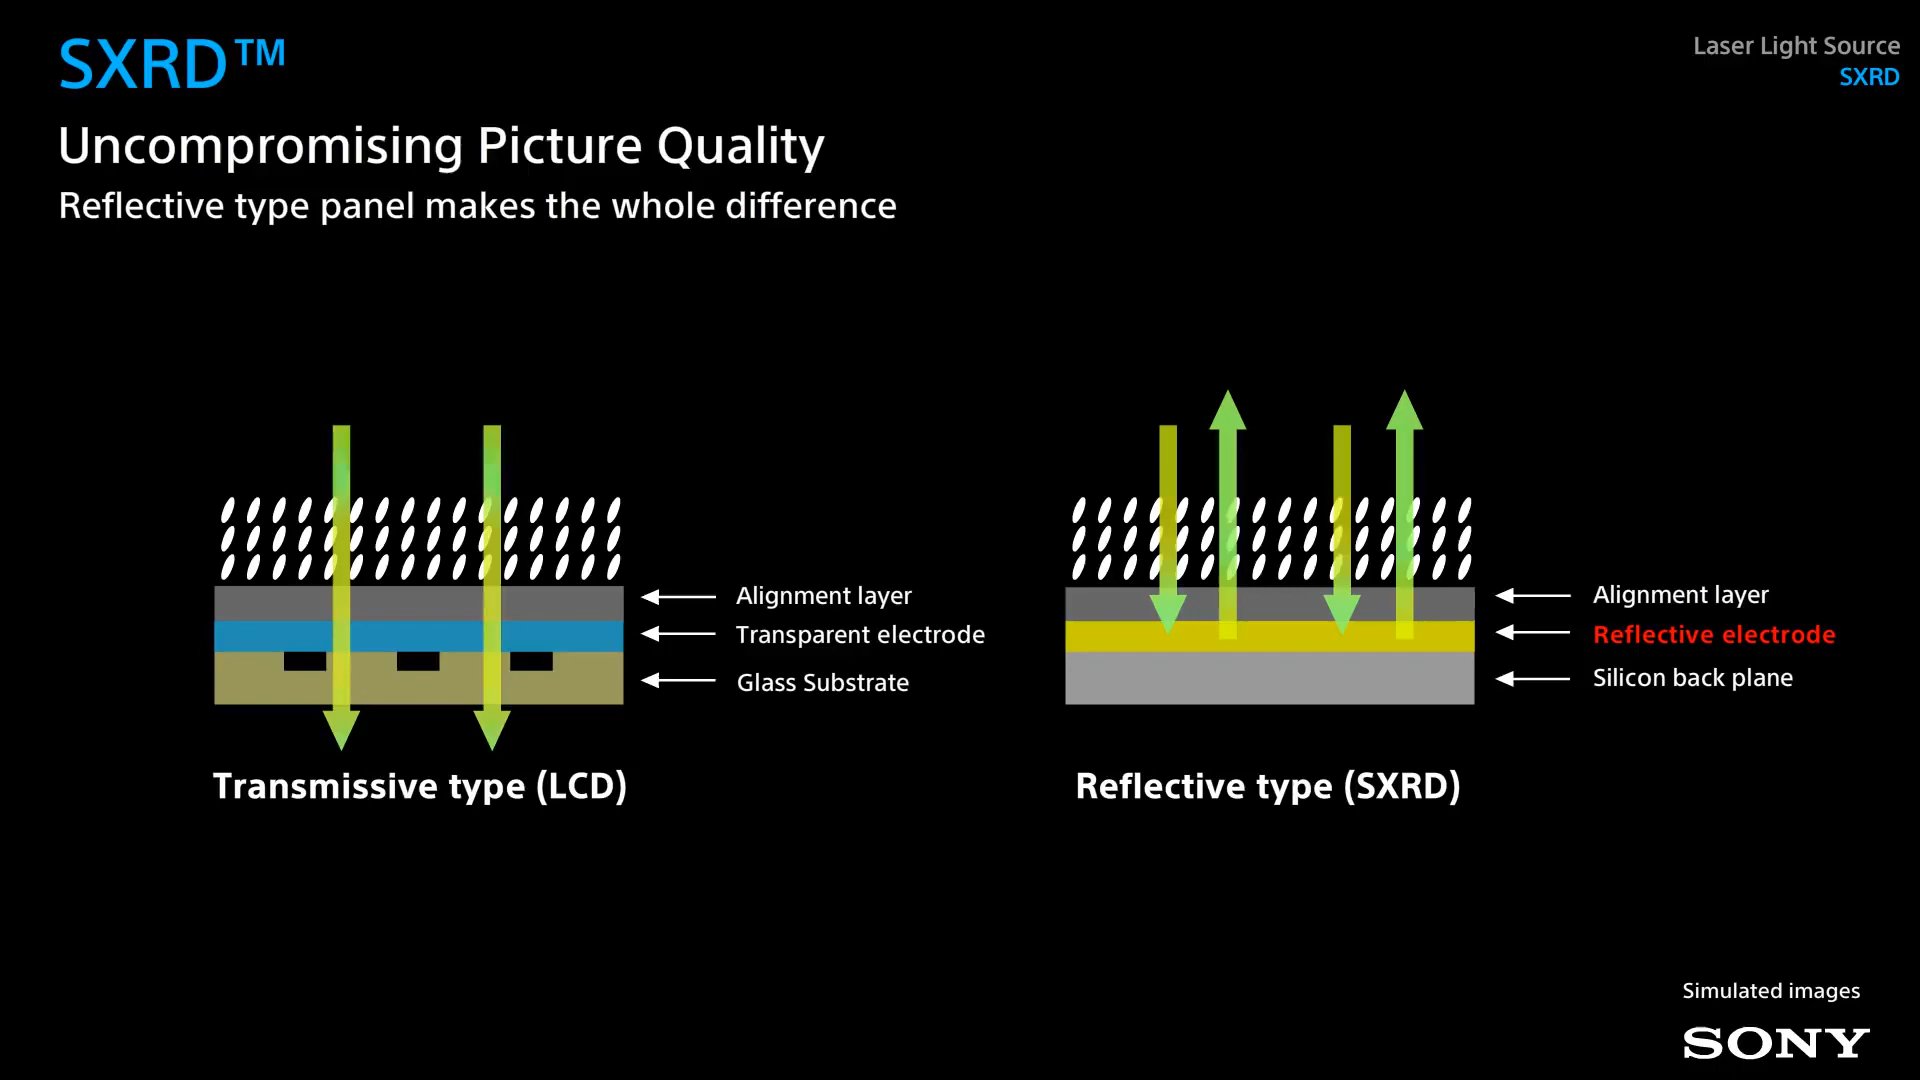 SXRD™
Laser Light Source
SXRD
Uncompromising Picture Quality
Reflective type panel makes the whole difference
Alignment layer
Transparent electrode
Glass Substrate
Transmissive type (LCD)
Alignment layer
Reflective electrode
Silicon back plane
Reflective type (SXRD)
Simulated images
SONY